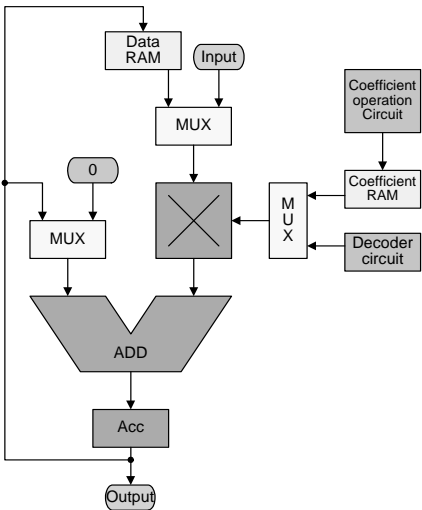 Data
RAM
Input
Coefficient
operation
Circuit
MUX
0
Coefficient
RAM
M
U
X
MUX
Decoder
circuit
ADD
Acc
Output